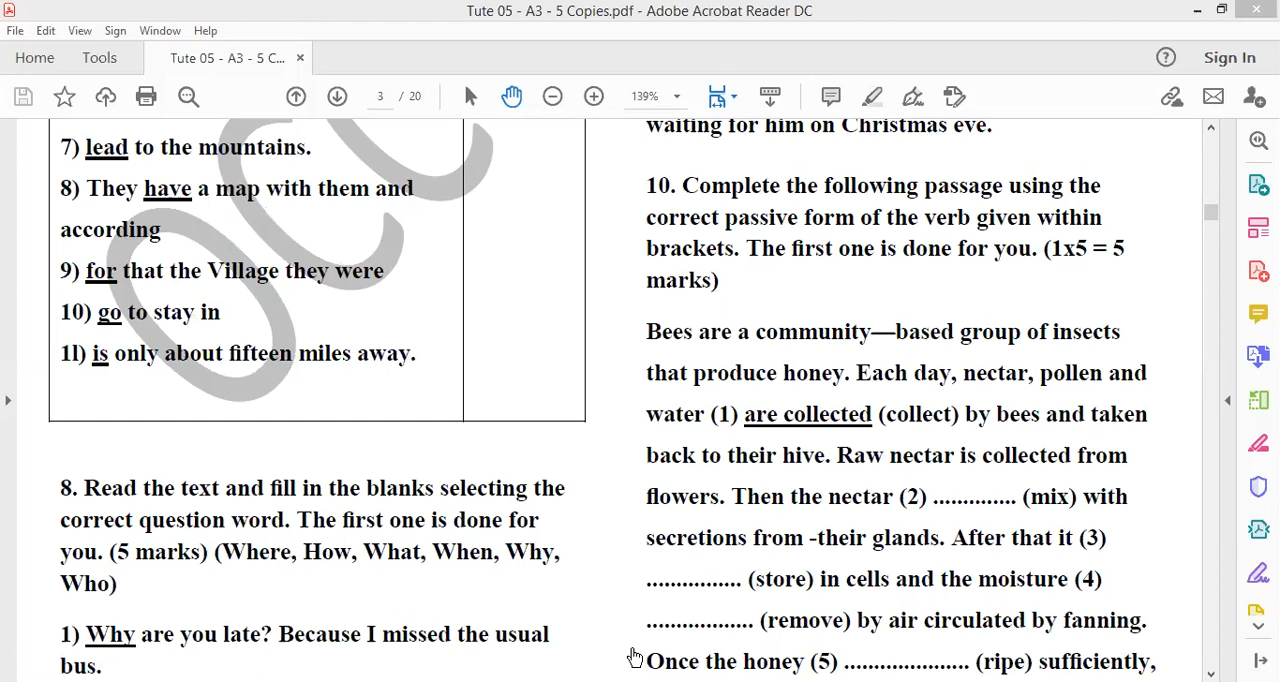 Tute 05 - A3 - 5 Copies.pdf - Adobe Acrobat Reader DC
File Edit View Sign Window Help
Home Tools Tute 05 - A3 - 5 C... × Sign In
3 / 20 139%
7) lead to the mountains.
8) They have a map with them and
according
9) for that the Village they were
10) go to stay in
1l) is only about fifteen miles away.
OCC
8. Read the text and fill in the blanks selecting the
correct question word. The first one is done for
you. (5 marks) (Where, How, What, When, Why,
Who)
1) Why are you late? Because I missed the usual
bus.
waiting for him on Christmas eve.
10. Complete the following passage using the
correct passive form of the verb given within
brackets. The first one is done for you. (1x5 = 5
marks)
Bees are a community—based group of insects
that produce honey. Each day, nectar, pollen and
water (1) are collected (collect) by bees and taken
back to their hive. Raw nectar is collected from
flowers. Then the nectar (2) .............. (mix) with
secretions from -their glands. After that it (3)
................ (store) in cells and the moisture (4)
.................. (remove) by air circulated by fanning.
Once the honey (5) ..................... (ripe) sufficiently,